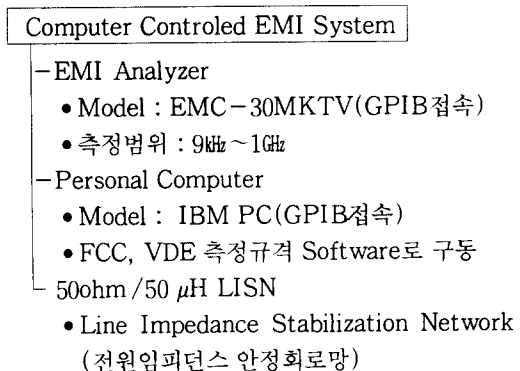 Computer Controled EMI System
-EMI Analyzer
• Model : EMC-30MKTV(GPIB접속)
• 측정범위 : 9㎑~1㎓
-Personal Computer
• Model : IBM PC(GPIB접속)
• FCC, VDE 측정규격 Software로 구동
50ohm/50 μH LISN
• Line Impedance Stabilization Network
(전원임피던스 안정회로망)